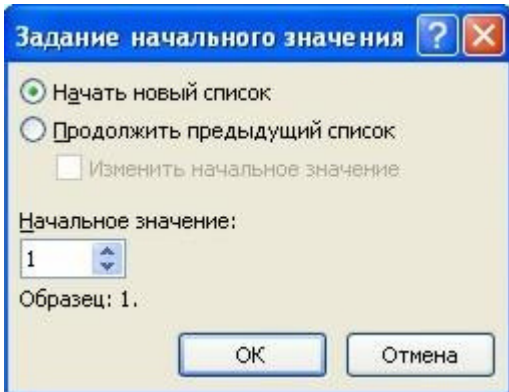 Задание начального значения ?
Начать новый список
Продолжить предыдущий список
Изменить начальное значение
Начальное значение:
1
Образец: 1.
ОК Отмена